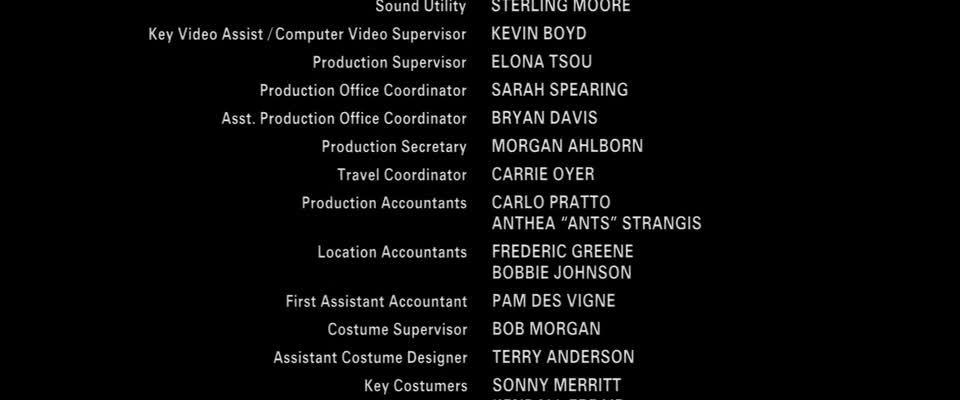 Sound Utility STERLING MOORE
Key Video Assist / Computer Video Supervisor KEVIN BOYD
Production Supervisor ELONA TSOU
Production Office Coordinator SARAH SPEARING
Asst. Production Office Coordinator BRYAN DAVIS
Production Secretary MORGAN AHLBORN
Travel Coordinator CARRIE OYER
Production Accountants CARLO PRATTO
ANTHEA “ANTS” STRANGIS
Location Accountants FREDERIC GREENE
BOBBIE JOHNSON
First Assistant Accountant PAM DES VIGNE
Costume Supervisor BOB MORGAN
Assistant Costume Designer TERRY ANDERSON
Key Costumers SONNY MERRITT